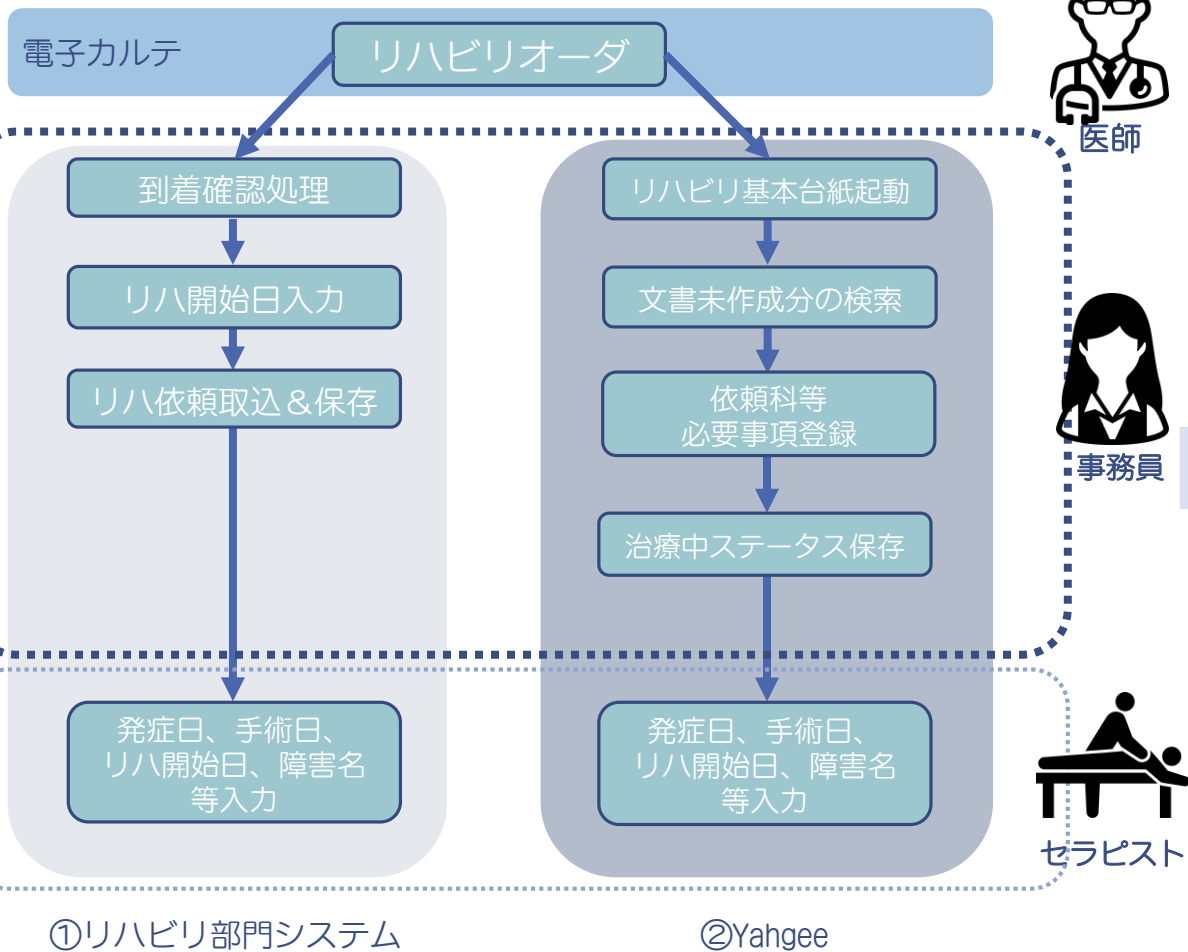 電子カルテ
リハビリオーダ
医師
到着確認処理
リハ開始日入力
リハ依頼取込＆保存
発症日、手術日、
リハ開始日、障害名
等入力
リハビリ基本台紙起動
文書未作成分の検索
依頼科等
必要事項登録
治療中ステータス保存
発症日、手術日、
リハ開始日、障害名
等入力
事務員
セラピスト
①リハビリ部門システム
②Yahgee